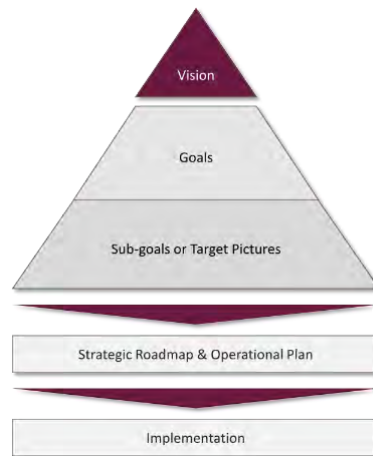 Vision
Goals
Sub-goals or Target Pictures
Strategic Roadmap & Operational Plan
Implementation